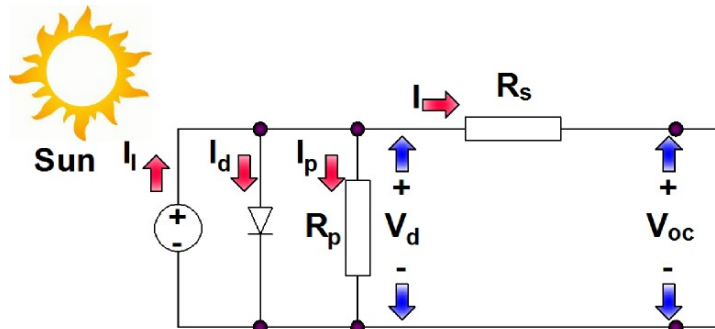 I Rs
Sun Il Id Ip
+ +
+ Rp Vd Voc
-
- -